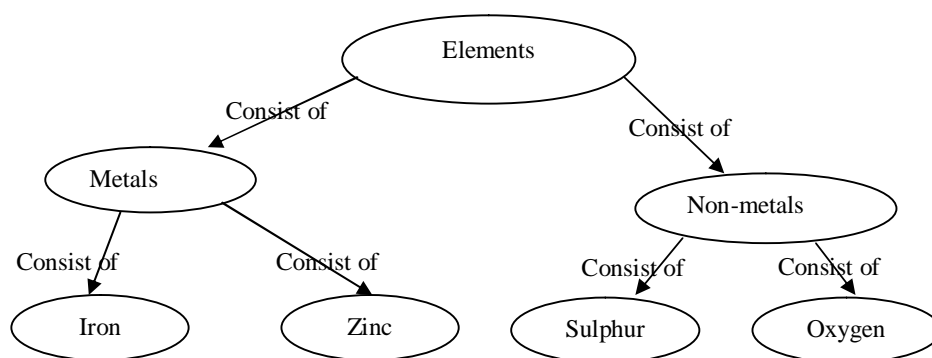 Elements
Consist of
Consist of
Metals
Non-metals
Consist of
Consist of
Consist of
Consist of
Iron
Zinc
Sulphur
Oxygen